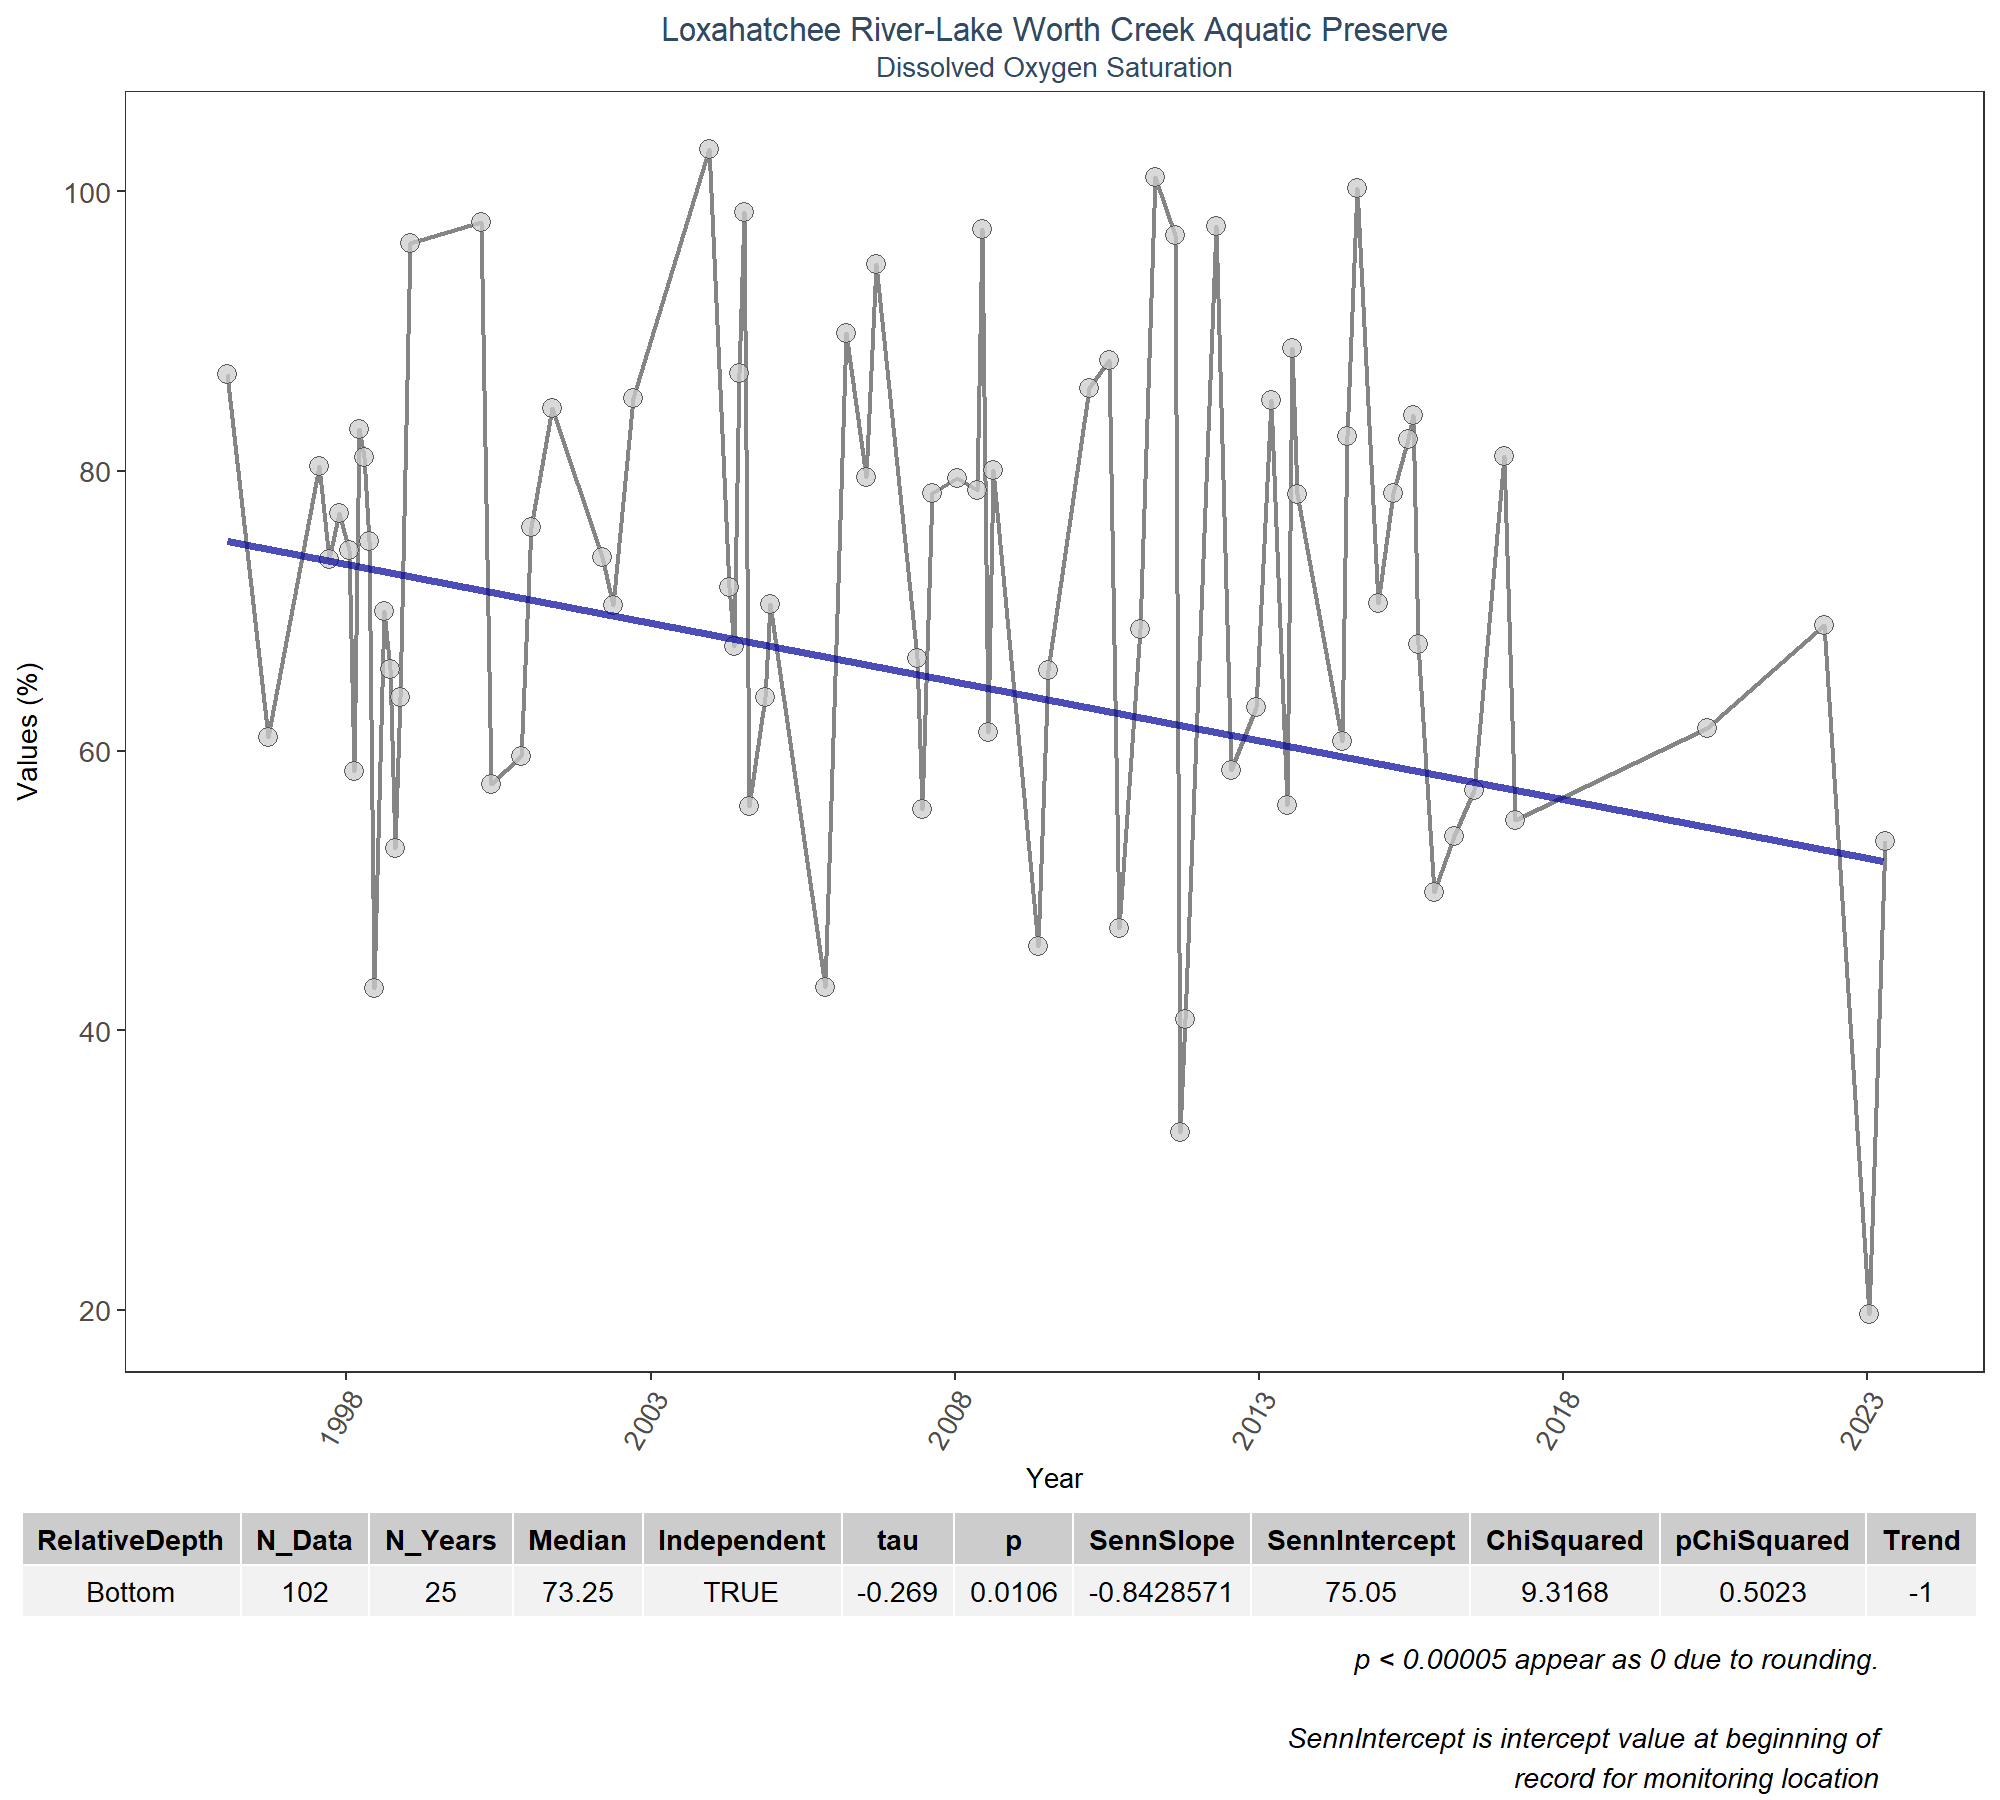 Loxahatchee River-Lake Worth Creek Aquatic Preserve
Dissolved Oxygen Saturation
Values (%)
100
80
60
40
20
1998
2003
2008
2013
2018
2023
Year
RelativeDepth N_Data N_Years Median Independent tau p SennSlope SennIntercept ChiSquared pChiSquared Trend
Bottom 102 25 73.25 TRUE -0.269 0.0106 -0.8428571 75.05 9.3168 0.5023 -1
p < 0.00005 appear as 0 due to rounding.
SennIntercept is intercept value at beginning of
record for monitoring location